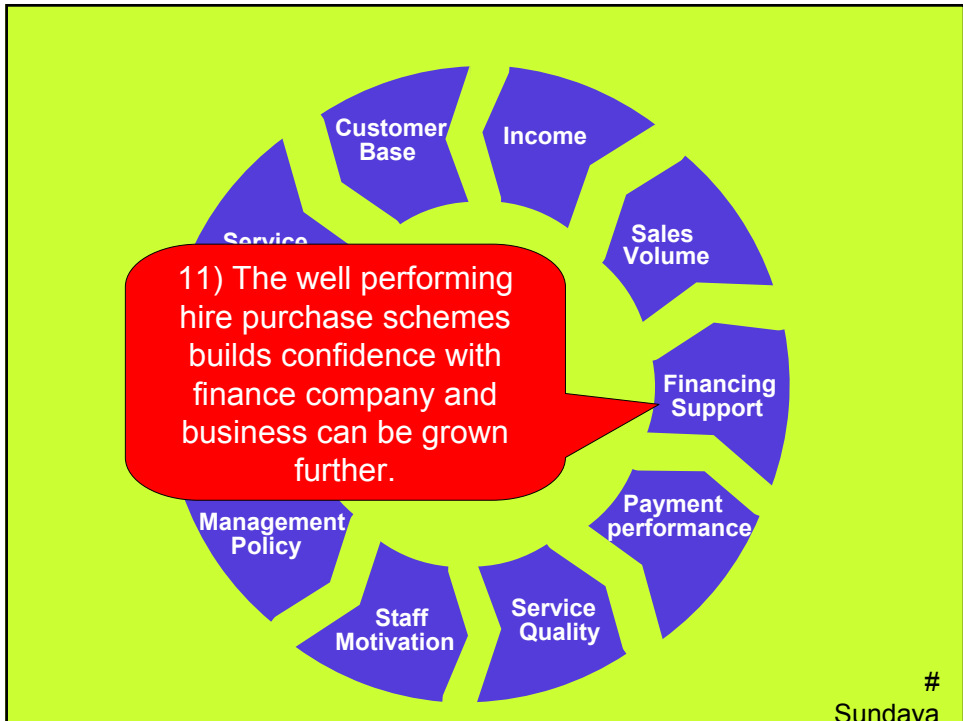 Customer
Base
Income
Sales
Volume
Service
11) The well performing
hire purchase schemes
builds confidence with
finance company and
business can be grown
further.
Financing
Support
Payment
performance
Management
Policy
Service
Quality
Staff
Motivation
#
Sundaya